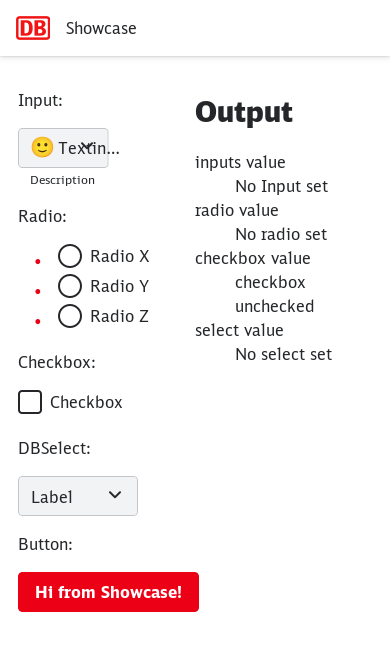 DB Showcase
Input:
🙂 Textin...
Description
Radio:
Radio X
Radio Y
Radio Z
Checkbox:
Checkbox
DBSelect:
Label
Button:
Hi from Showcase!
Output
inputs value
No Input set
radio value
No radio set
checkbox value
checkbox
unchecked
select value
No select set